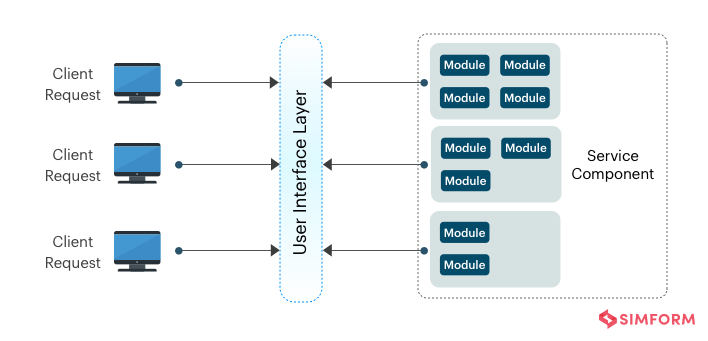 Client
Request
Client
Request
Client
Request
User Interface Layer
Module Module
Module Module
Module Module
Module
Module
Module
Service
Component
SIMFORM